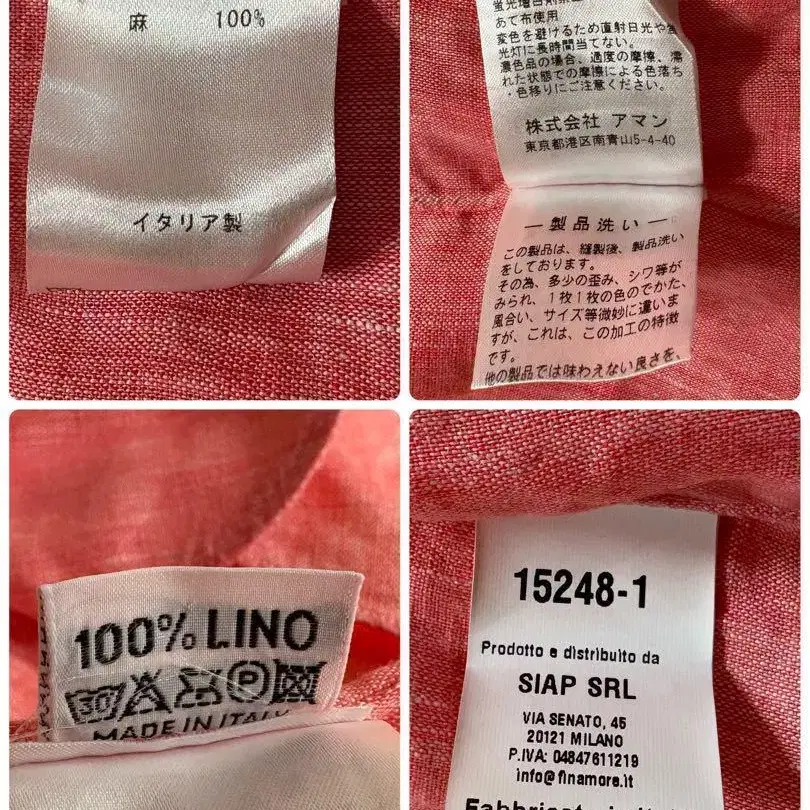 麻 100%
イタリア製
あて布使用
変色を避けるため直射日光や蛍
光灯に長時間当てない。
濃色品の場合、過度の摩擦、濡
れた状態での摩擦による色落ち
、色移りにご注意ください。
株式会社 アマン
東京都港区南青山5-4-40
―製品洗い―
この製品は、縫製後、製品洗い
をしております。
その為、多少の歪み、シワ等が
みられ、1枚1枚の色のでかた、
風合い、サイズ等微妙に違いま
すが、これは、この加工の特徴
です。
他の製品では味わえない良さを、
100% LINO
30 P
MADE IN ITALY
15248-1
Prodotto e distribuito da
SIAP SRL
VIA SENATO, 45
20121 MILANO
P.IVA: 04847611219
info@finamore.it
Fabbricato in It